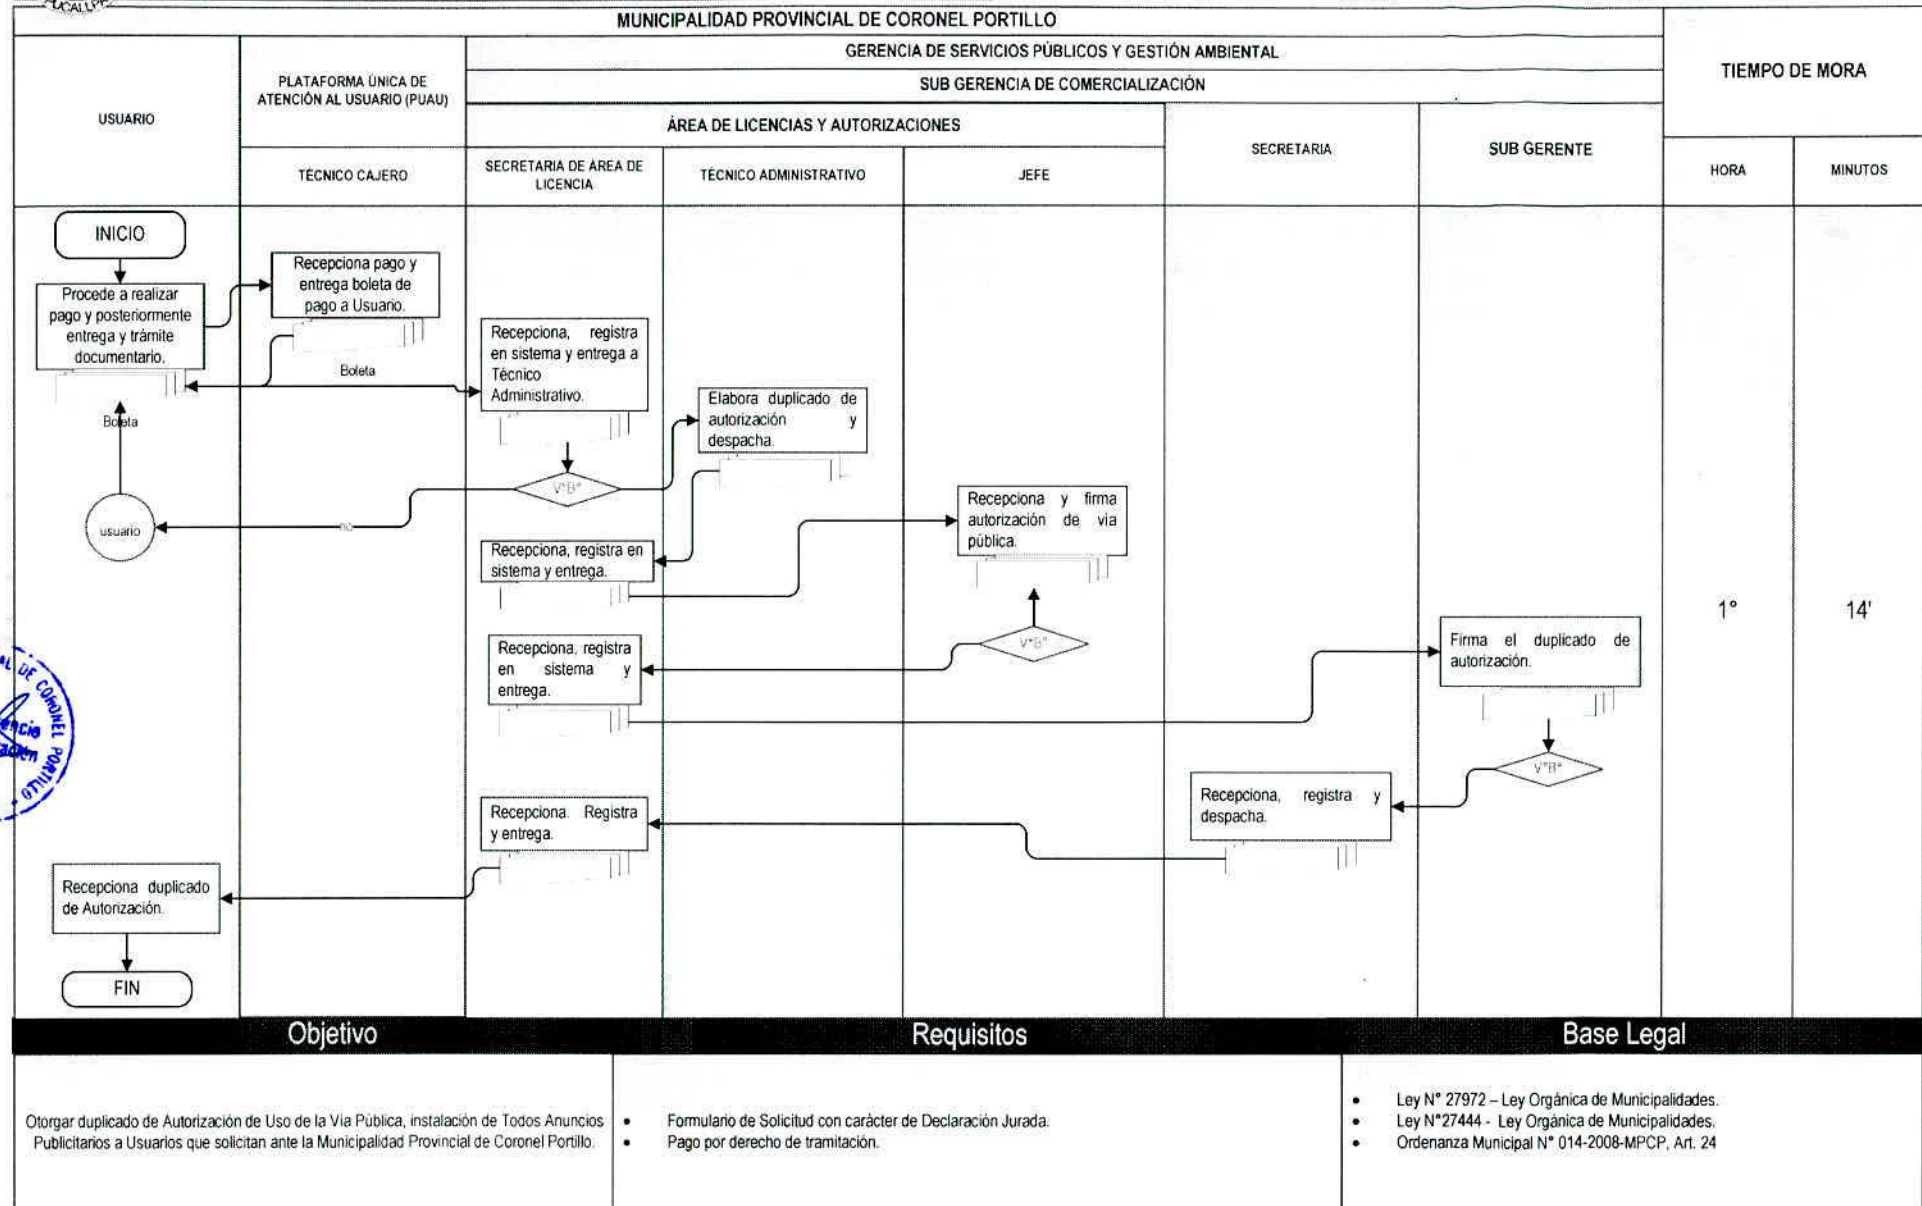 UCALLPA
MUNICIPALIDAD PROVINCIAL DE CORONEL PORTILLO
GERENCIA DE SERVICIOS PÚBLICOS Y GESTIÓN AMBIENTAL
SUB GERENCIA DE COMERCIALIZACIÓN
TIEMPO DE MORA
USUARIO
PLATAFORMA ÚNICA DE
ATENCIÓN AL USUARIO (PUAU)
ÁREA DE LICENCIAS Y AUTORIZACIONES
SECRETARIA
SUB GERENTE
TÉCNICO CAJERO
SECRETARIA DE ÁREA DE
LICENCIA
TÉCNICO ADMINISTRATIVO
JEFE
HORA
MINUTOS
INICIO
Procede a realizar
pago y posteriormente
entrega y trámite
documentario.
Recepciona pago y
entrega boleta de
pago a Usuario.
Boleta
Boleta
Recepciona, registra
en sistema y entrega a
Técnico
Administrativo.
Elabora duplicado de
autorización y
despacha.
V°B°
no
usuario
Recepciona, registra en
sistema y entrega.
Recepciona y firma
autorización de via
pública.
V°B°
1°
14'
Recepciona, registra
en sistema y
entrega.
Firma el duplicado de
autorización.
V°B°
Recepciona, registra y
despacha.
Recepciona. Registra
y entrega.
Recepciona duplicado
de Autorización.
FIN
DE CORONEL PORTILLO
Objetivo
Requisitos
Base Legal
Otorgar duplicado de Autorización de Uso de la Vía Pública, instalación de Todos Anuncios
Publicitarios a Usuarios que solicitan ante la Municipalidad Provincial de Coronel Portillo.
• Formulario de Solicitud con carácter de Declaración Jurada.
• Pago por derecho de tramitación.
• Ley N° 27972 – Ley Orgánica de Municipalidades.
• Ley N°27444 - Ley Orgánica de Municipalidades.
• Ordenanza Municipal N° 014-2008-MPCP, Art. 24